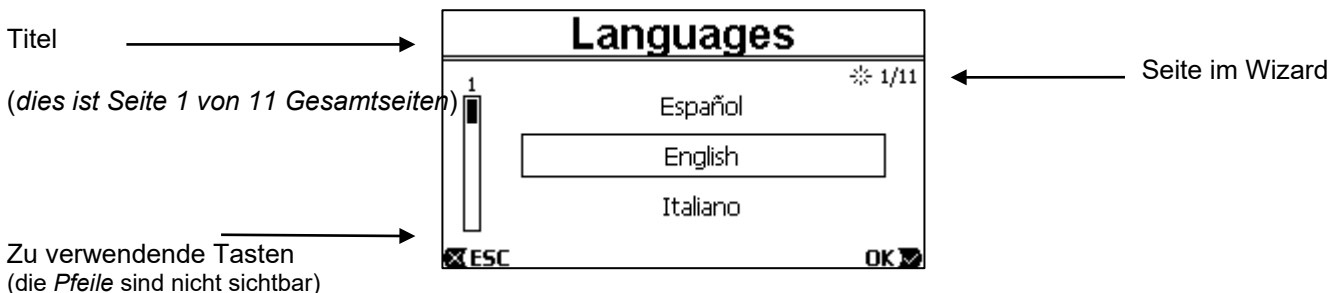 Titel
Languages
1/11
Seite im Wizard
1
(dies ist Seite 1 von 11 Gesamtseiten)
Español
English
Italiano
Zu verwendende Tasten
(die Pfeile sind nicht sichtbar)
ESC
OK